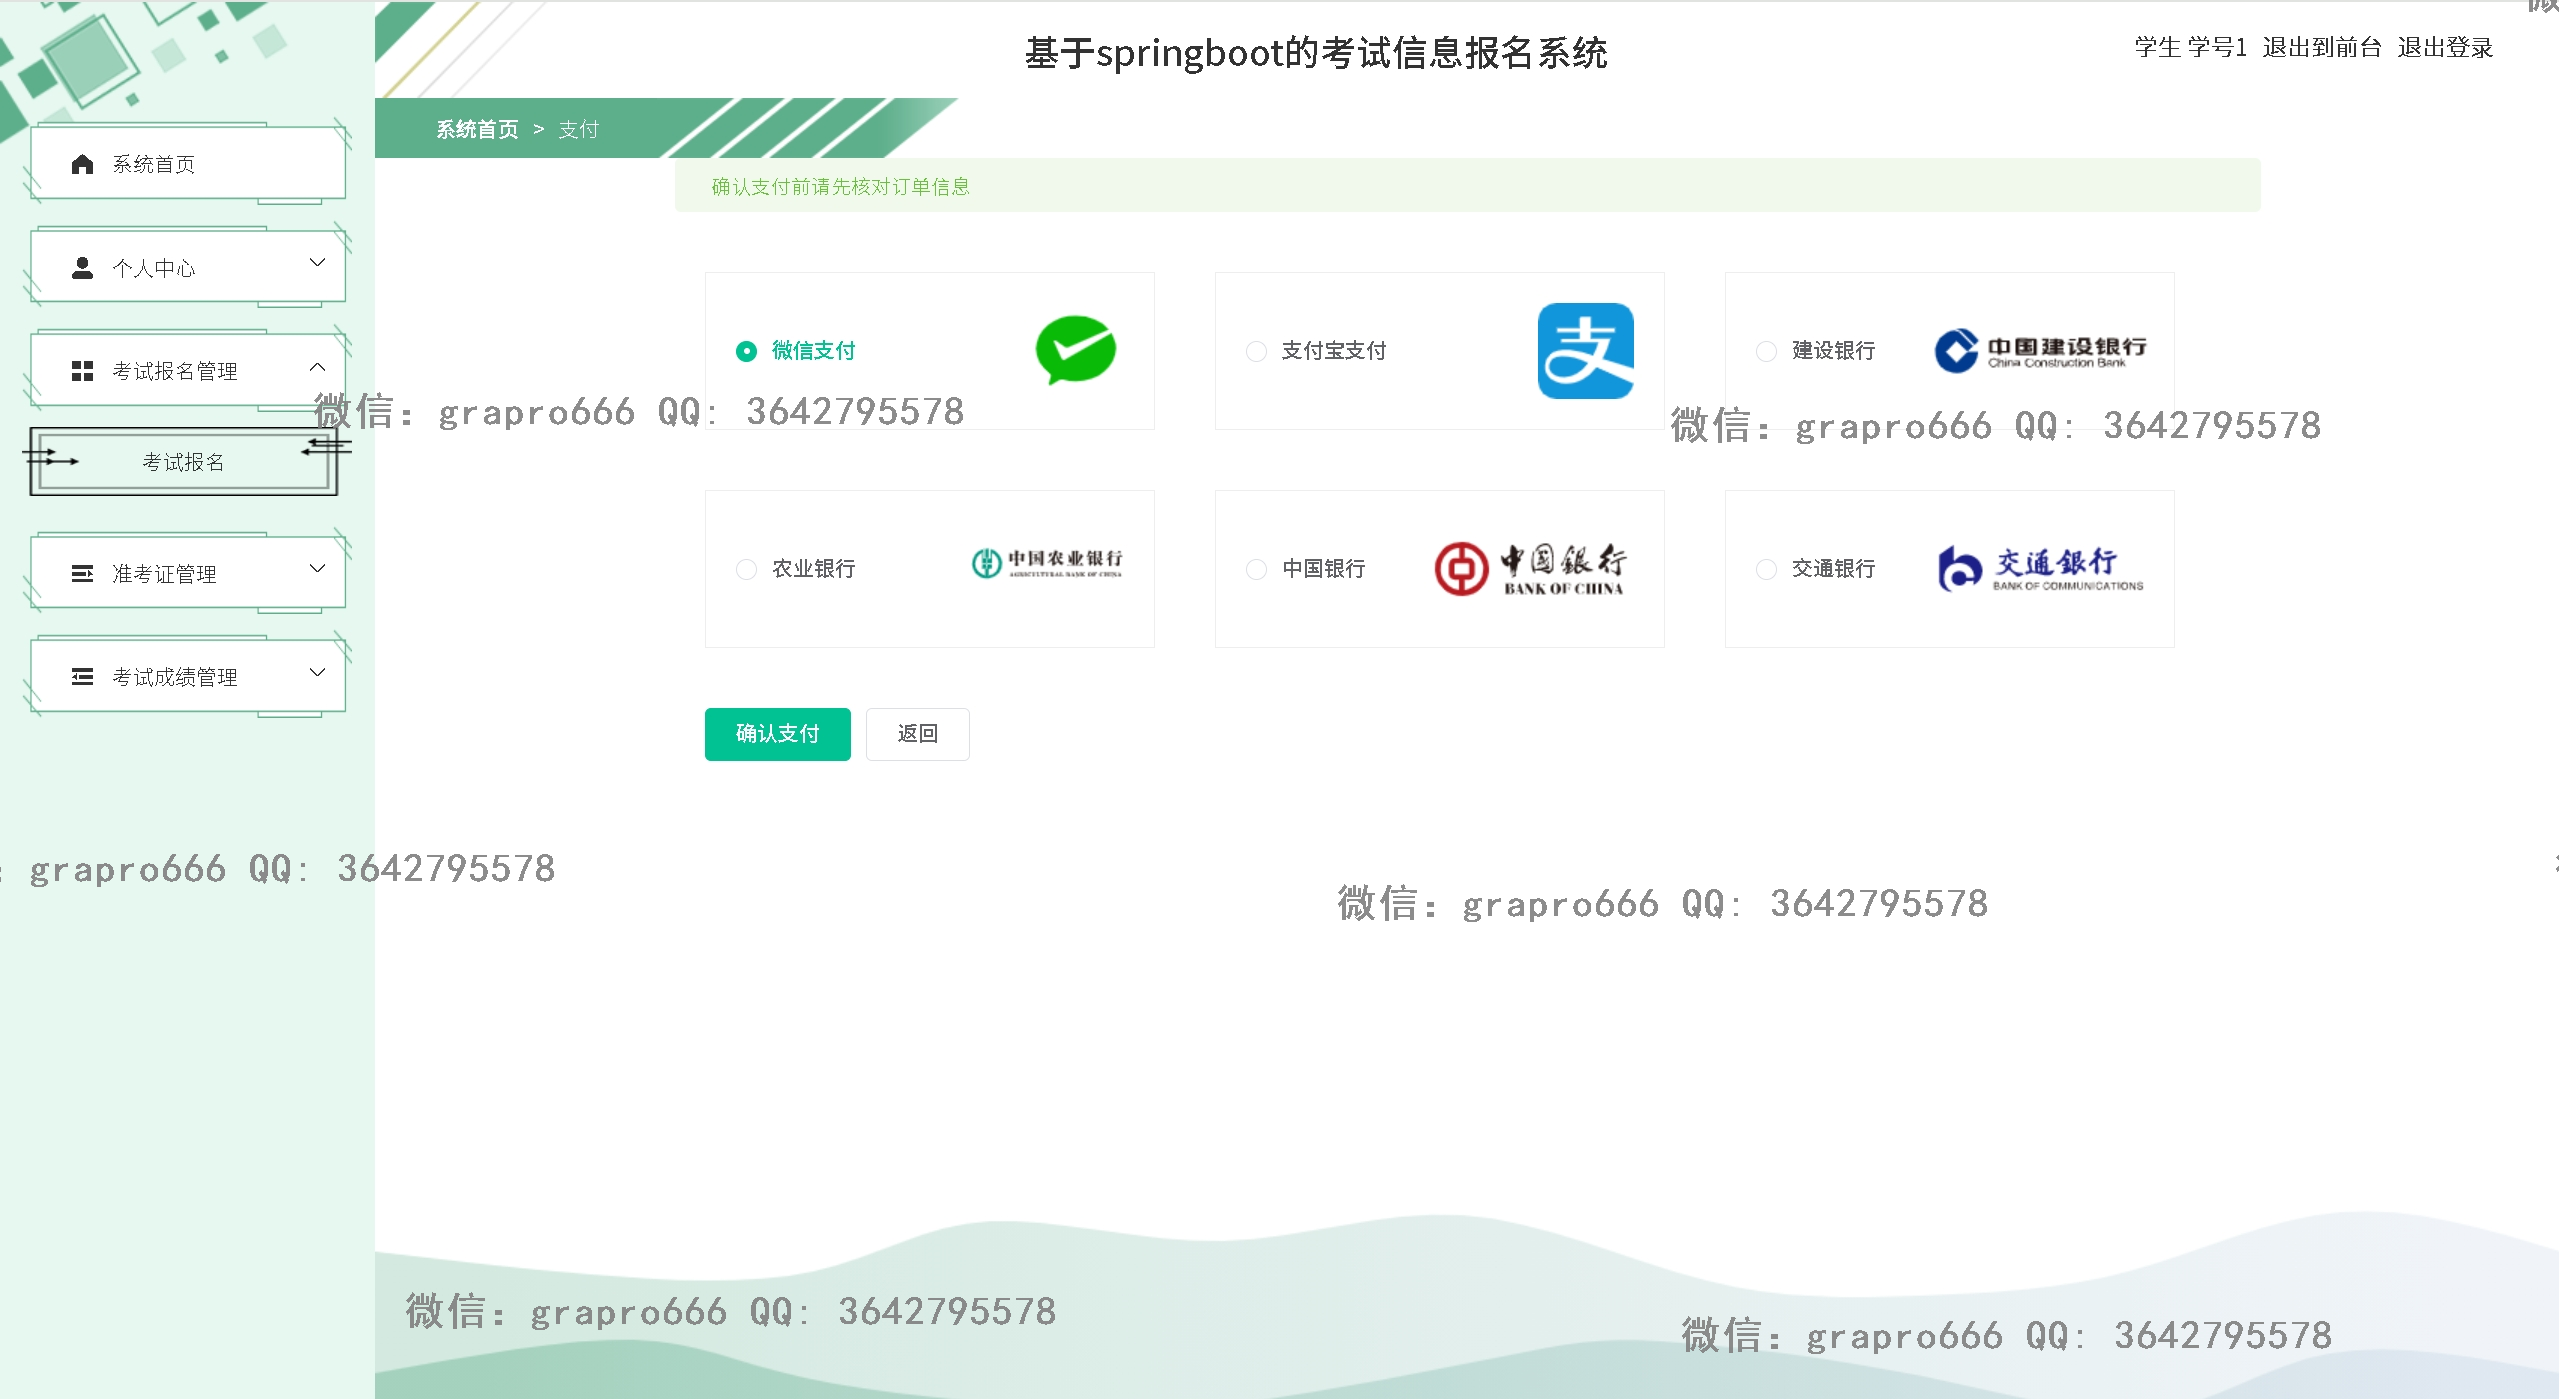 基于springboot的考试信息报名系统
学生 学号1 退出到前台 退出登录
系统首页 > 支付
确认支付前请先核对订单信息
系统首页
个人中心
考试报名管理
考试报名
准考证管理
考试成绩管理
微信支付
支付宝支付
支
建设银行
中国建设银行
China Construction Bank
微信: grapro666 QQ: 3642795578
微信: grapro666 QQ: 3642795578
农业银行
中国农业银行
AGRICULTURAL BANK OF CHINA
中国银行
中国銀行
BANK OF CHINA
交通银行
交通銀行
BANK OF COMMUNICATIONS
确认支付 返回
: grapro666 QQ: 3642795578
微信: grapro666 QQ: 3642795578
微信: grapro666 QQ: 3642795578
微信: grapro666 QQ: 3642795578